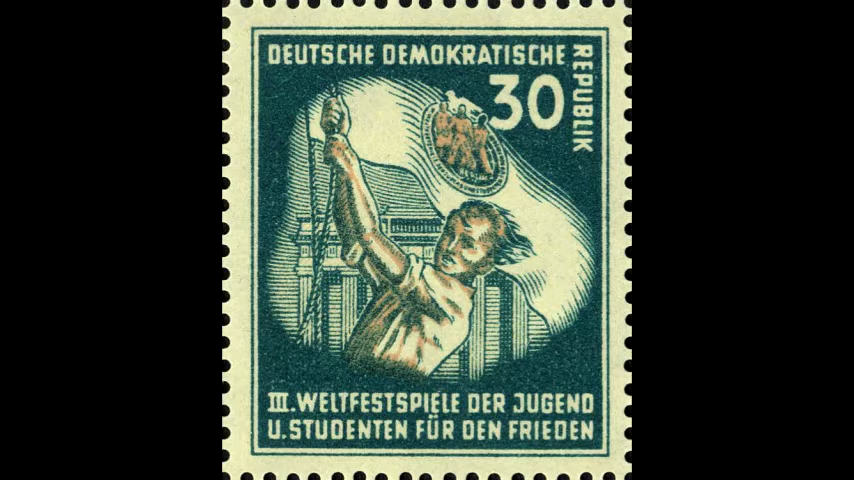 DEUTSCHE DEMOKRATISCHE
REPUBLIK
30
III. WELTFESTSPIELE DER JUGEND
U. STUDENTEN FÜR DEN FRIEDEN